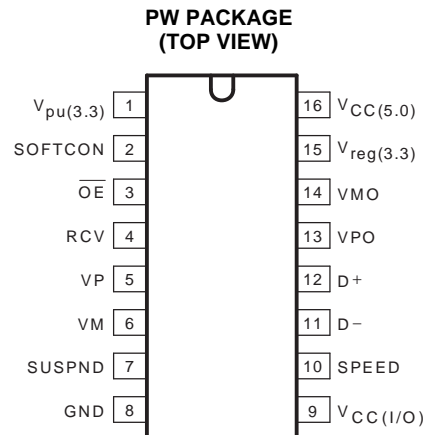 PW PACKAGE
(TOP VIEW)
Vpu(3.3) 1 16 VCC(5.0)
SOFTCON 2 15 Vreg(3.3)
O̅E̅ 3 14 VMO
RCV 4 13 VPO
VP 5 12 D+
VM 6 11 D−
SUSPND 7 10 SPEED
GND 8 9 VCC(I/O)